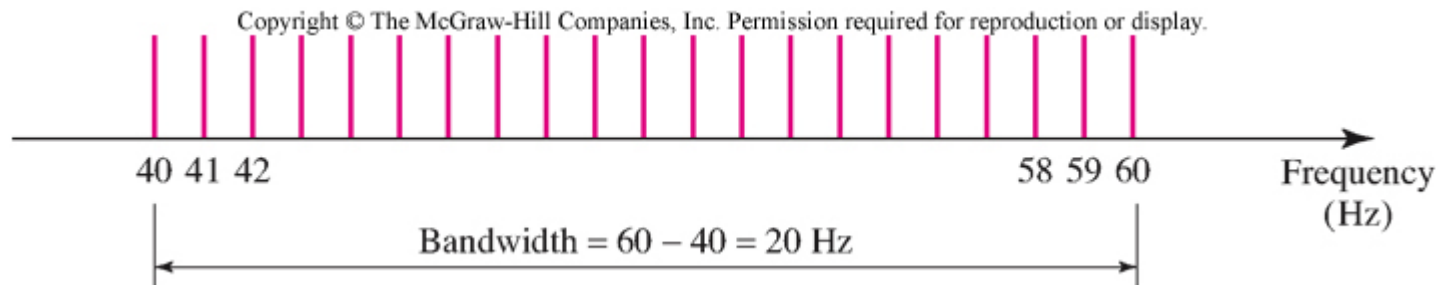 Copyright © The McGraw-Hill Companies, Inc. Permission required for reproduction or display.
40 41 42 58 59 60
Frequency
(Hz)
Bandwidth = 60 – 40 = 20 Hz